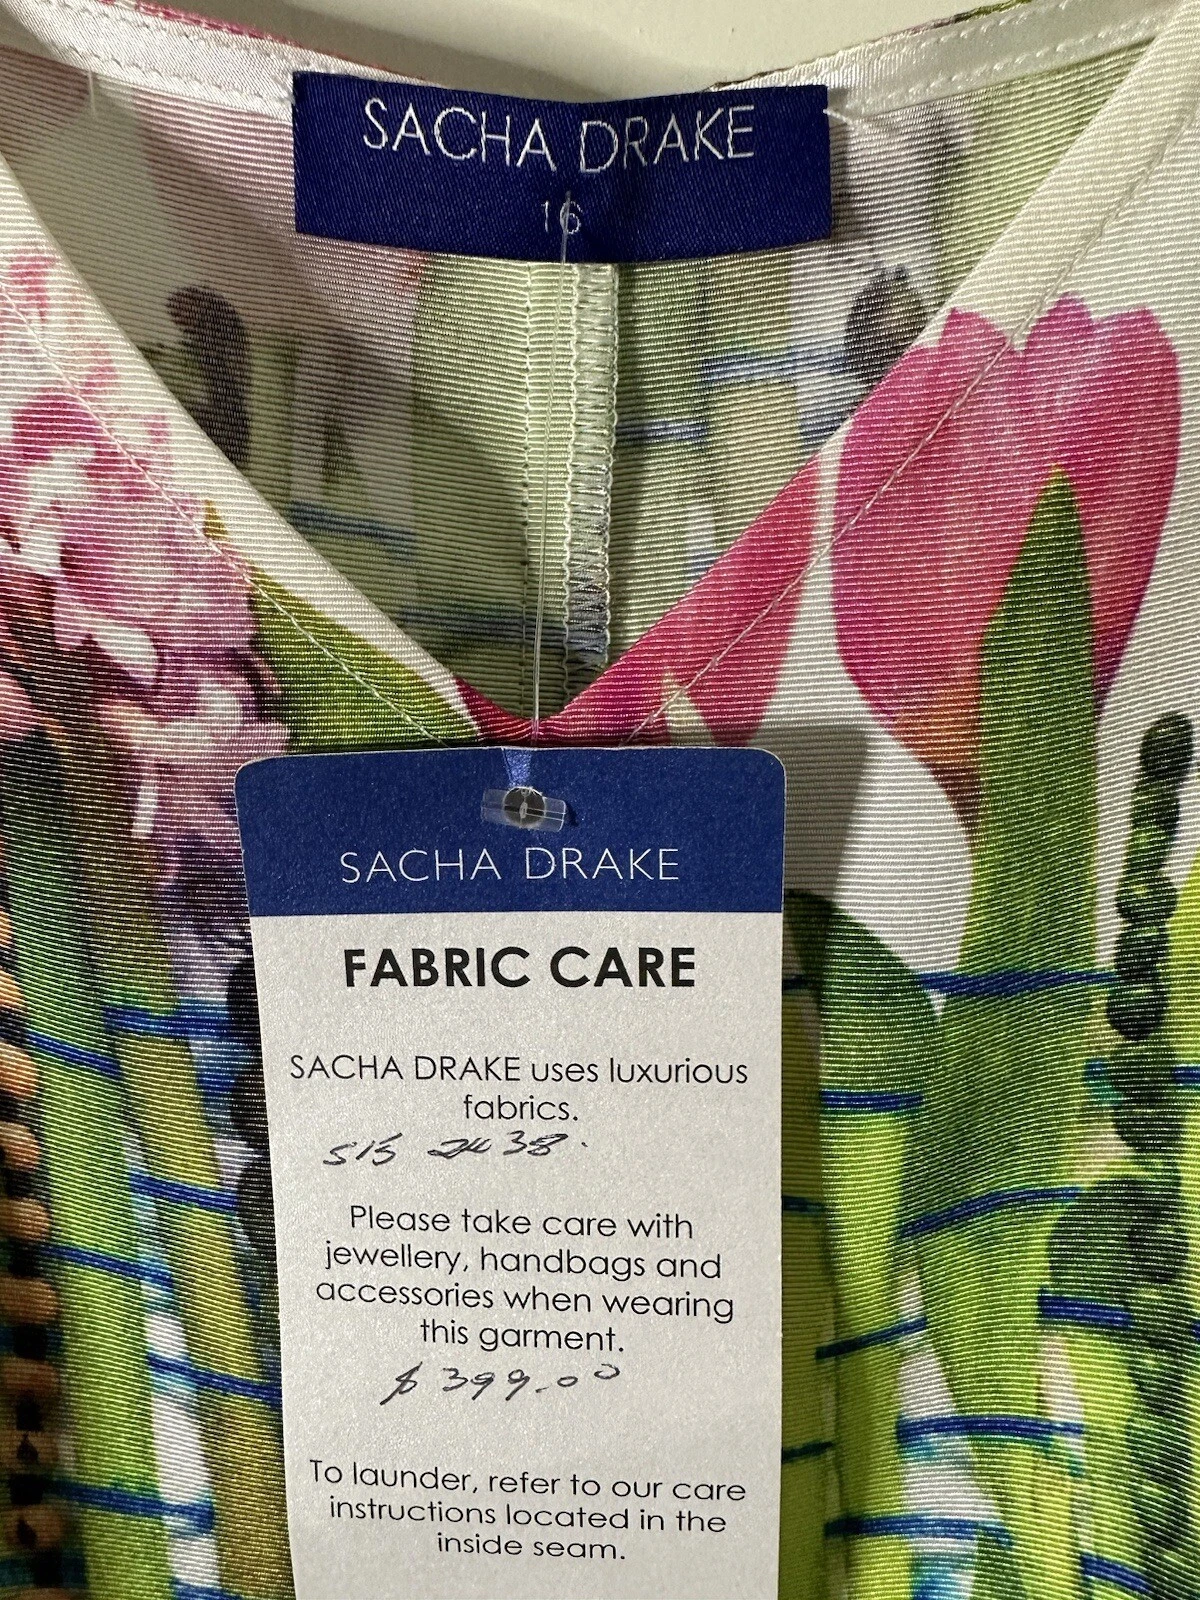 SACHA DRAKE
16
SACHA DRAKE
FABRIC CARE
SACHA DRAKE uses luxurious
fabrics.
38.
Please take care with
jewellery, handbags and
accessories when wearing
this garment.
$399.00
To launder, refer to our care
instructions located in the
inside seam.